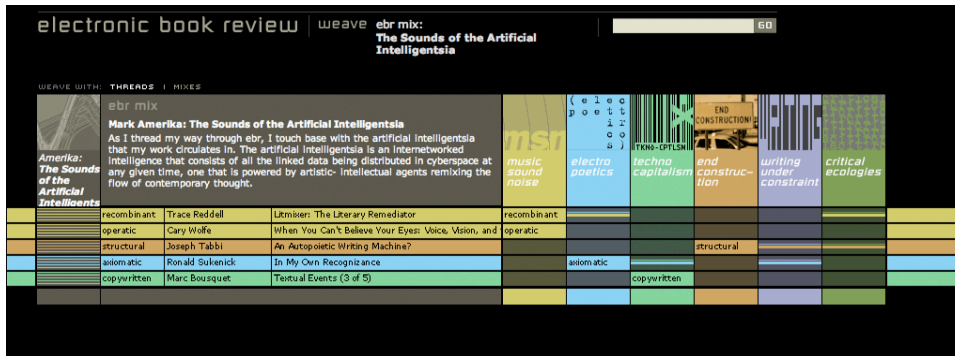 electronic book review
weave
ebr mix:
The Sounds of the Artificial
Intelligentsia
GO
WEAVE WITH: THREADS | MIXES
ebr mix
Mark Amerika: The Sounds of the Artificial Intelligentsia
As I thread my way through ebr, I touch base with the artificial intelligentsia
that my work circulates in. The artificial intelligentsia is an internetworked
intelligence that consists of all the linked data being distributed in cyberspace at
any given time, one that is powered by artistic- intellectual agents remixing the
flow of contemporary thought.
Amerika:
The Sounds
of the
Artificial
Intelligents
msn
music
sound
noise
( e l e c
p o e t
i r
c o
s )
electro
poetics
TKNO-CPTLSM
techno
capitalism
END
CONSTRUCTION
end
construc-
tion
writing
under
constraint
critical
ecologies
recombinant Trace Reddell Litmixer: The Literary Remediator recombinant
operatic Cary Wolfe When You Can't Believe Your Eyes: Voice, Vision, and operatic
structural Joseph Tabbi An Autopoietic Writing Machine? structural
axiomatic Ronald Sukenick In My Own Recognizance axiomatic
copywritten Marc Bousquet Textual Events (3 of 5) copywritten